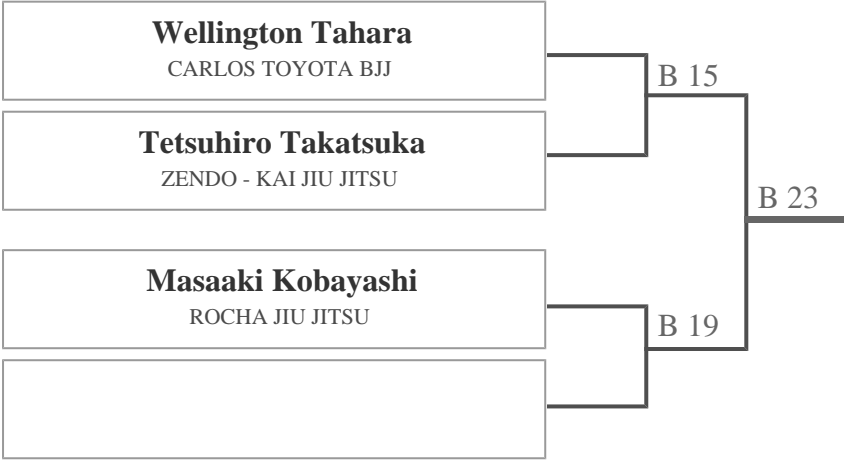 Wellington Tahara
CARLOS TOYOTA BJJ
B 15
Tetsuhiro Takatsuka
ZENDO - KAI JIU JITSU
B 23
Masaaki Kobayashi
ROCHA JIU JITSU
B 19